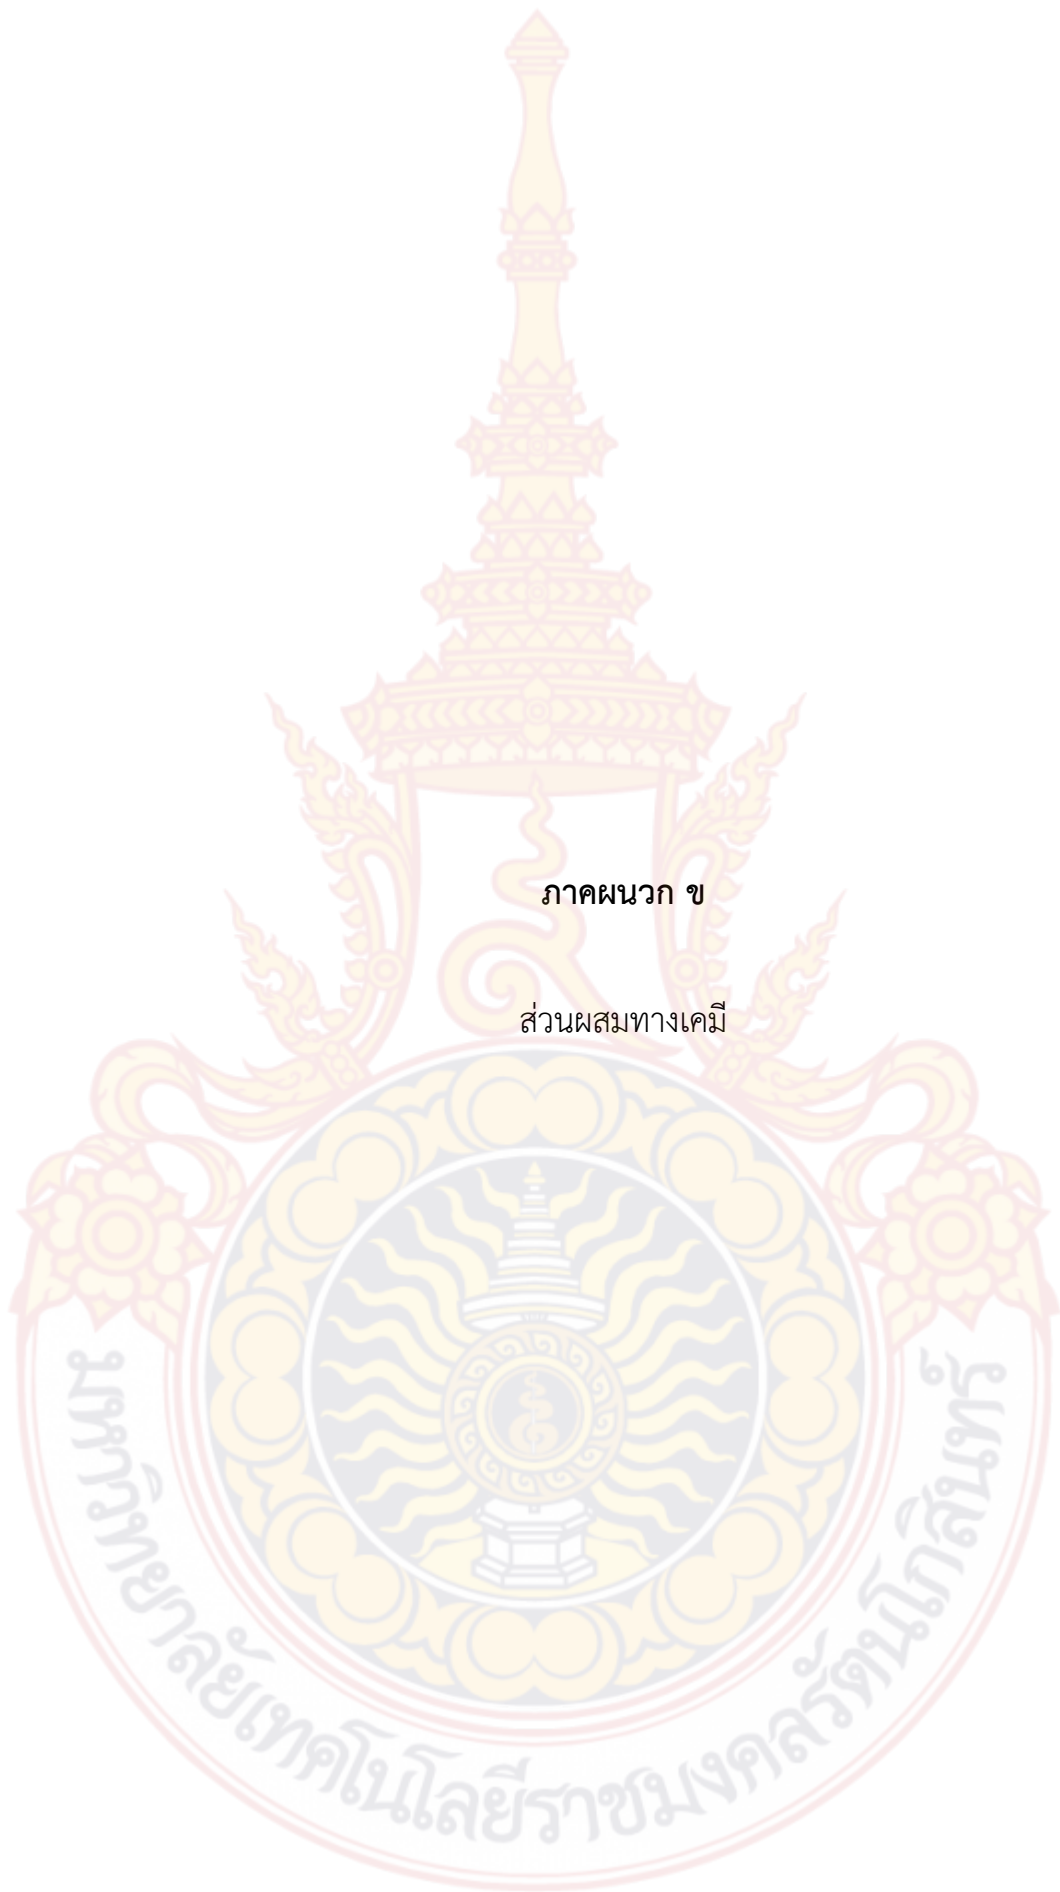 ภาคผนวก ข
ส่วนผสมทางเคมี
มหาวิทยาลัยเทคโนโลยีราชมงคลรัตนโกสินทร์